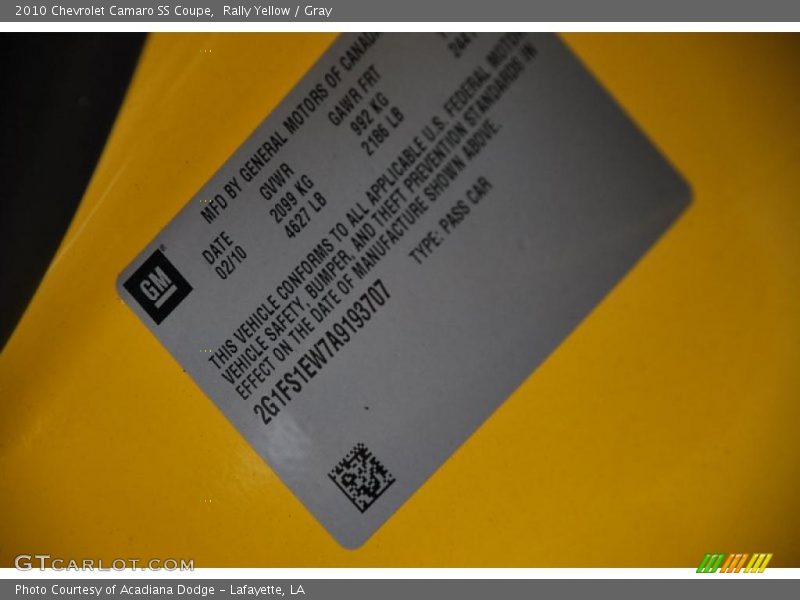 2010 Chevrolet Camaro SS Coupe, Rally Yellow / Gray
GM
MFD BY GENERAL MOTORS OF
DATE GVWR GAWR FRT
02/10 2099 KG 992 KG
4627 LB 2186 LB
THIS VEHICLE CONFORMS TO ALL APPLICABLE U.S. FEDERAL
VEHICLE SAFETY, BUMPER, AND THEFT PREVENTION STANDARDS IN
EFFECT ON THE DATE OF MANUFACTURE SHOWN ABOVE.
2G1FS1EW7A9193707 TYPE: PASS CAR
GTCARLOT.COM
Photo Courtesy of Acadiana Dodge - Lafayette, LA